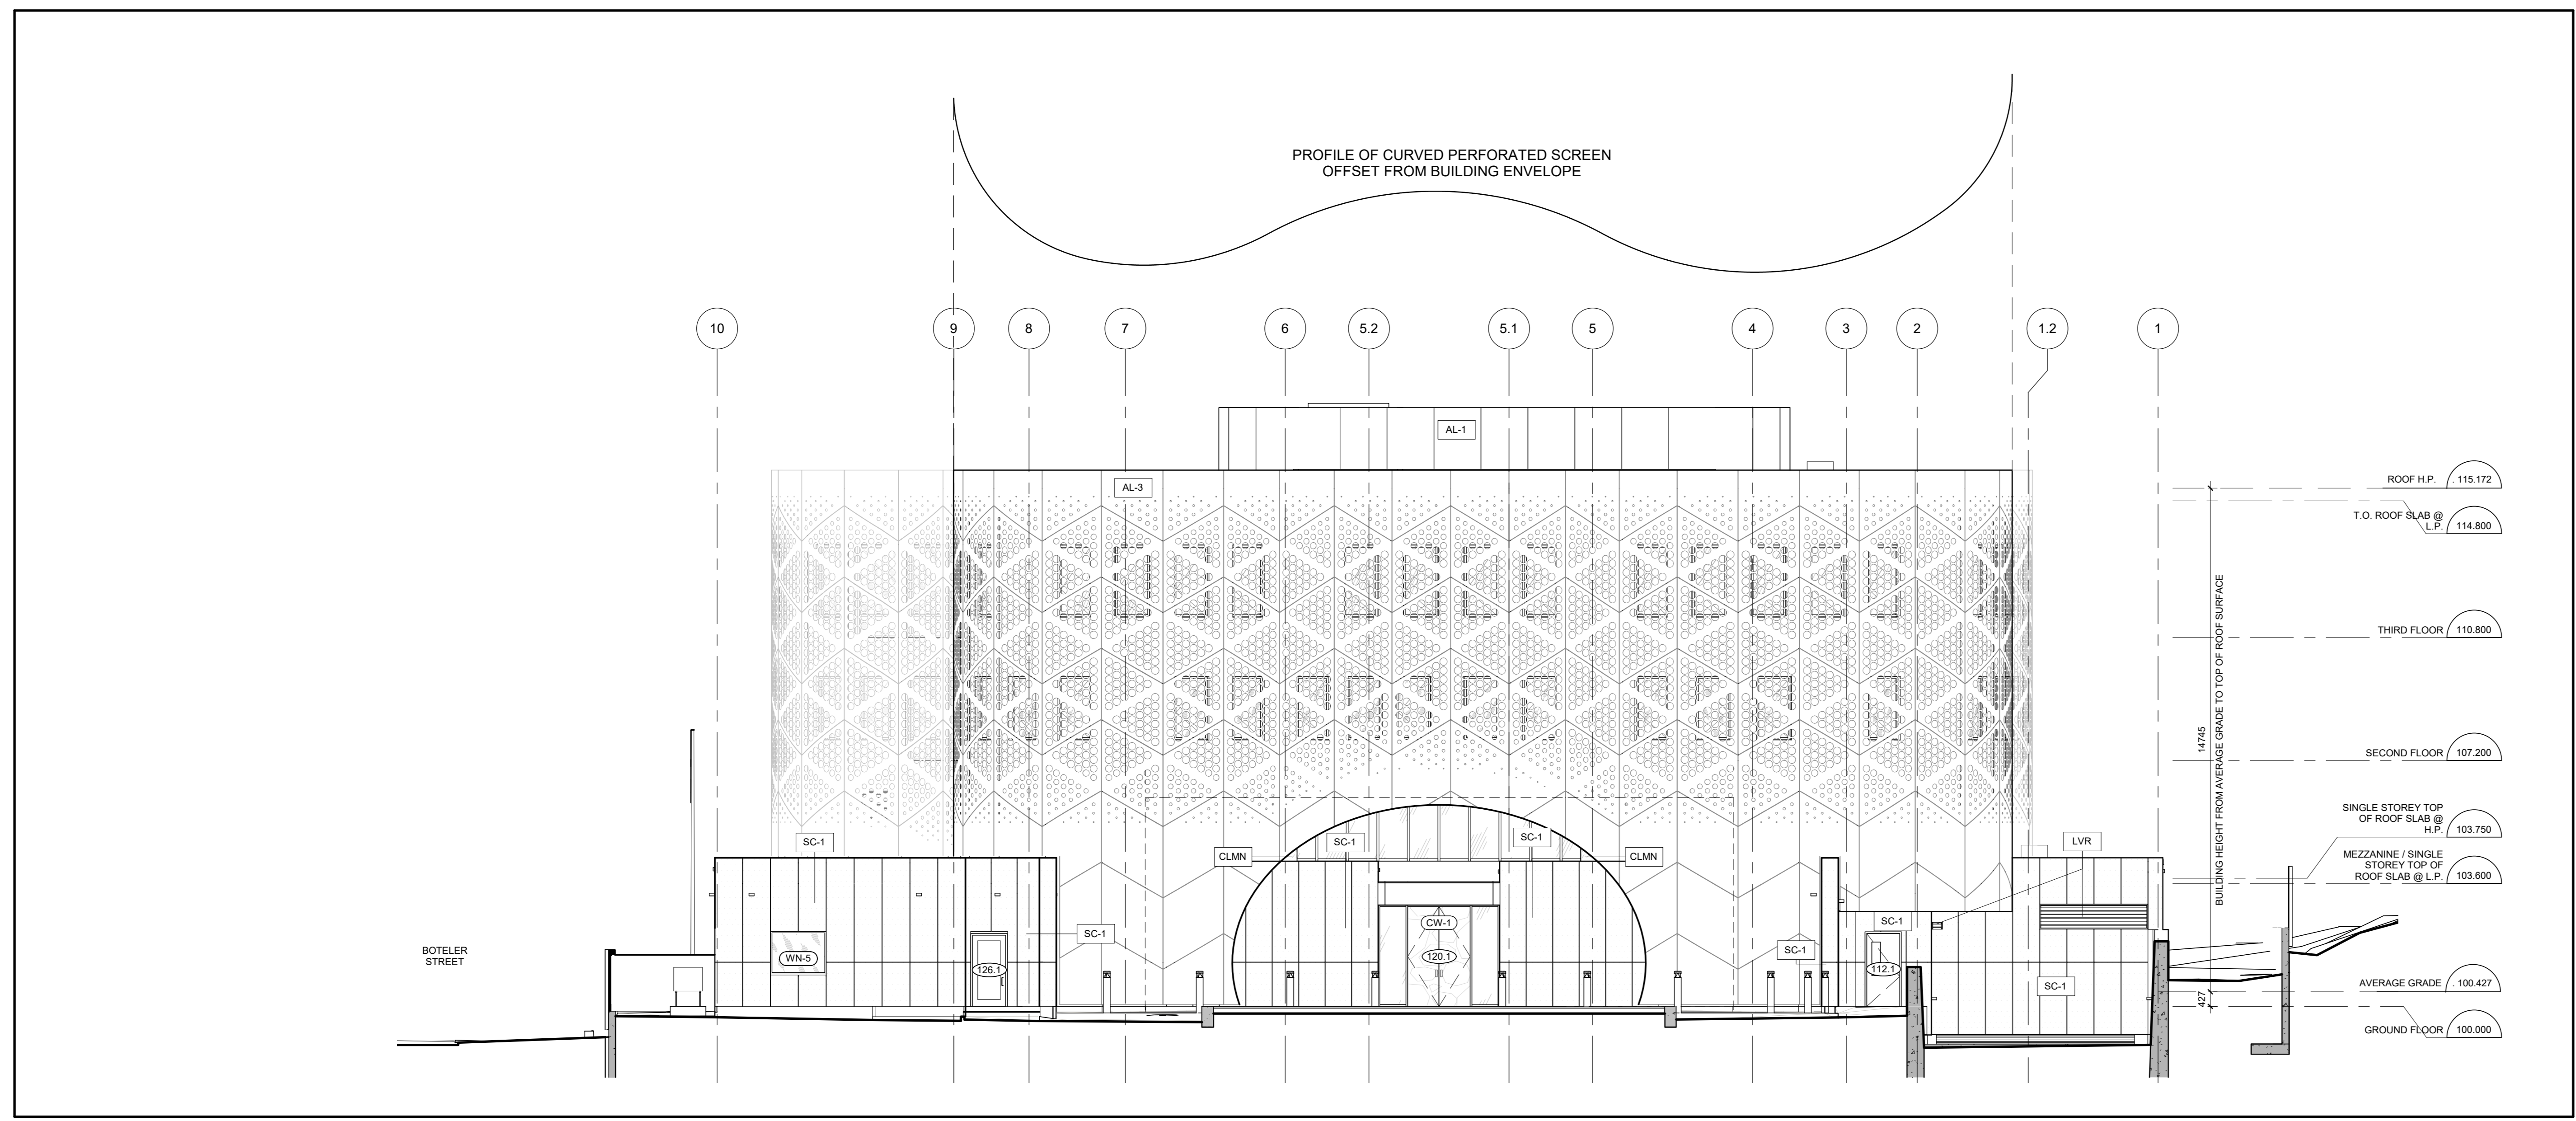 PROFILE OF CURVED PERFORATED SCREEN
OFFSET FROM BUILDING ENVELOPE
10
9
8
7
6
5.2
5.1
5
4
3
2
1.2
1
AL-1
AL-3
ROOF H.P. 115.172
T.O. ROOF SLAB @
L.P. 114.800
THIRD FLOOR 110.800
SECOND FLOOR 107.200
SINGLE STOREY TOP
OF ROOF SLAB @
H.P. 103.750
MEZZANINE / SINGLE
STOREY TOP OF
ROOF SLAB @ L.P. 103.600
AVERAGE GRADE 100.427
GROUND FLOOR 100.000
14745
BUILDING HEIGHT FROM AVERAGE GRADE TO TOP OF ROOF SURFACE
427
SC-1
CLMN
SC-1
SC-1
CLMN
LVR
SC-1
CW-1
SC-1
SC-1
BOTELER
STREET
WN-5
126.1
120.1
112.1
SC-1